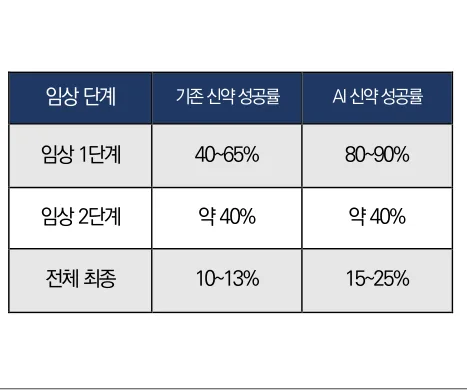 임상 단계 기존 신약 성공률 AI 신약 성공률
임상 1단계 40~65% 80~90%
임상 2단계 약 40% 약 40%
전체 최종 10~13% 15~25%